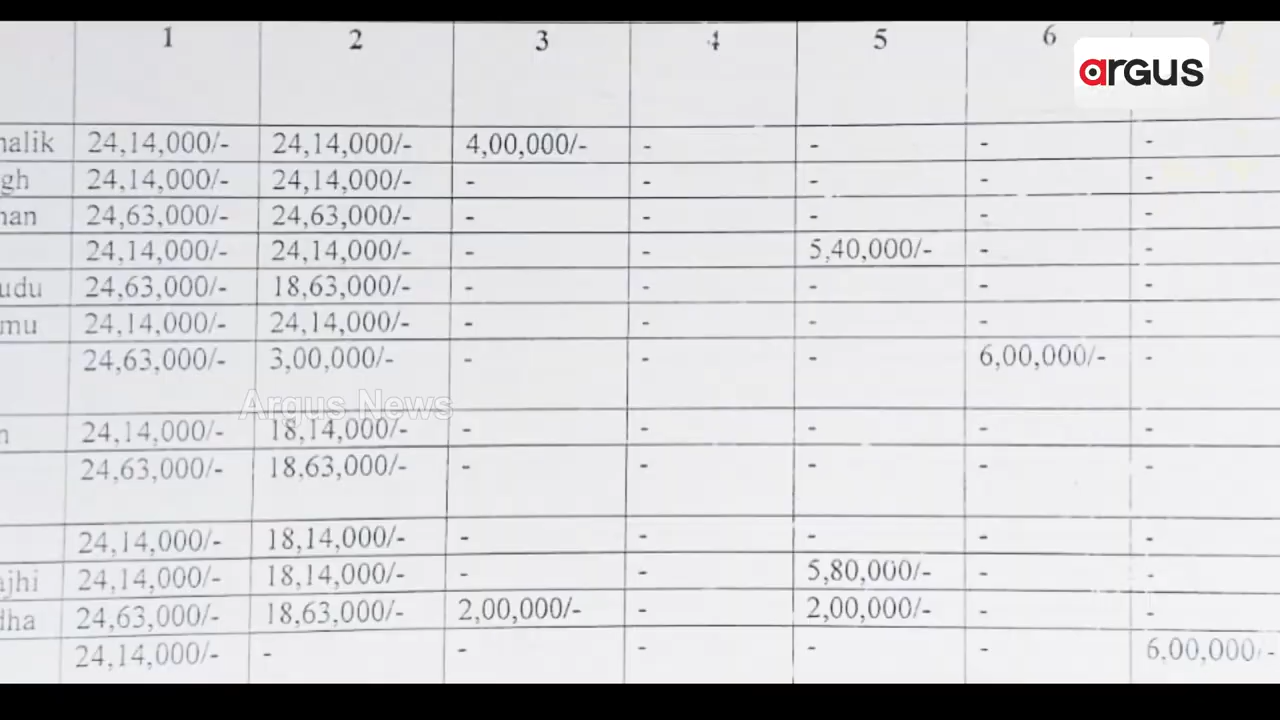 1 2 3 4 5 6 7
argus
halik 24,14,000/- 24,14,000/- 4,00,000/- - - - -
gh 24,14,000/- 24,14,000/- - - - - -
han 24,63,000/- 24,63,000/- - - - - -
24,14,000/- 24,14,000/- - - 5,40,000/- - -
udu 24,63,000/- 18,63,000/- - - - - -
mu 24,14,000/- 24,14,000/- - - - - -
24,63,000/- 3,00,000/- - - - 6,00,000/- -
Argus News
n 24,14,000/- 18,14,000/- - - - - -
24,63,000/- 18,63,000/- - - - - -
24,14,000/- 18,14,000/- - - - - -
ajhi 24,14,000/- 18,14,000/- - - 5,80,000/- - -
dha 24,63,000/- 18,63,000/- 2,00,000/- - 2,00,000/- - -
24,14,000/- - - - - - 6,00,000/-